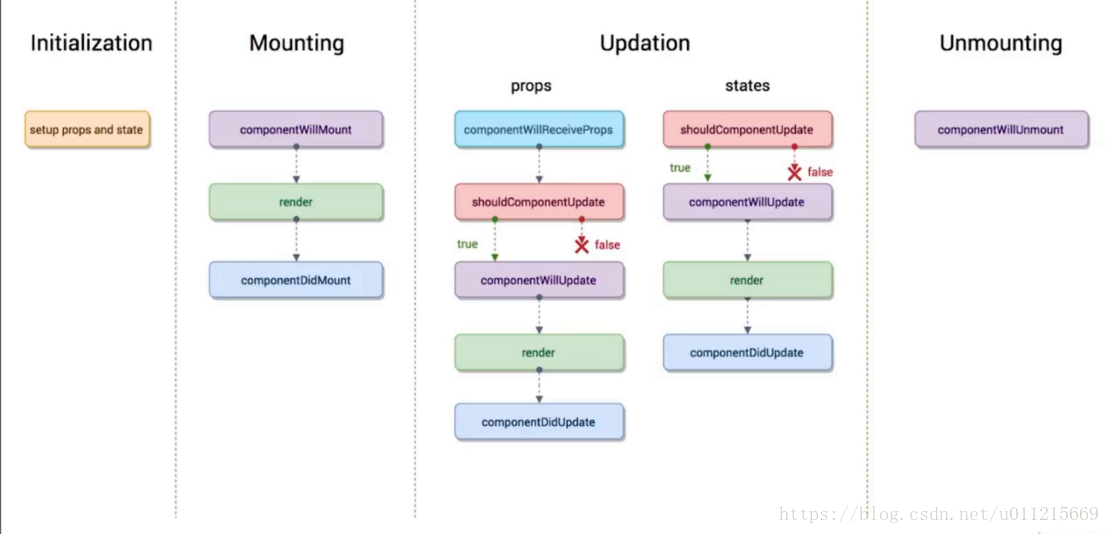 Initialization
Mounting
Updation
Unmounting
props
states
setup props and state
componentWillMount
render
componentDidMount
componentWillReceiveProps
shouldComponentUpdate
true
false
componentWillUpdate
render
componentDidUpdate
shouldComponentUpdate
true
false
componentWillUpdate
render
componentDidUpdate
componentWillUnmount
https://blog.csdn.net/u011215669